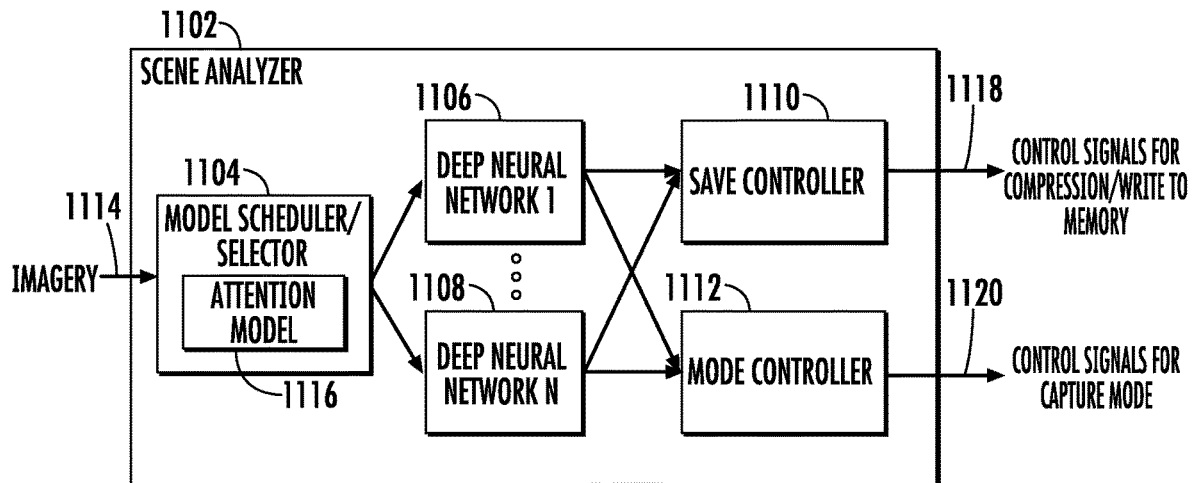 1102
SCENE ANALYZER
1104
1114
IMAGERY
MODEL SCHEDULER/
SELECTOR
ATTENTION
MODEL
1116
1106
DEEP NEURAL
NETWORK 1
1108
DEEP NEURAL
NETWORK N
1110
SAVE CONTROLLER
1112
MODE CONTROLLER
1118
CONTROL SIGNALS FOR
COMPRESSION/WRITE TO
MEMORY
1120
CONTROL SIGNALS FOR
CAPTURE MODE